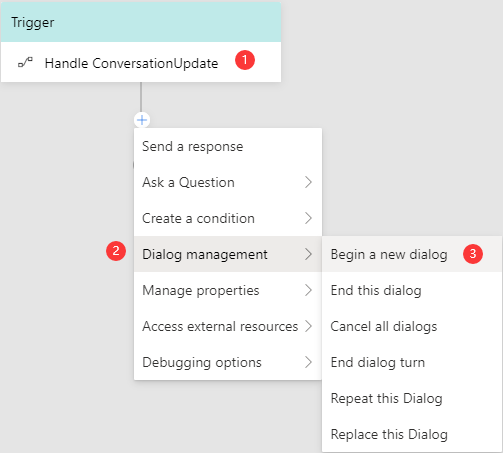 Trigger
Handle ConversationUpdate 1
Send a response
Ask a Question
Create a condition
2 Dialog management
Begin a new dialog 3
Manage properties
End this dialog
Access external resources
Cancel all dialogs
Debugging options
End dialog turn
Repeat this Dialog
Replace this Dialog